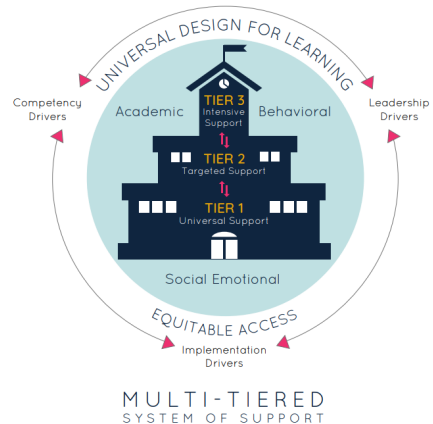 UNIVERSAL DESIGN FOR LEARNING
Competency
Drivers
Leadership
Drivers
Academic
Behavioral
TIER 3
Intensive
Support
TIER 2
Targeted Support
TIER 1
Universal Support
Social Emotional
EQUITABLE ACCESS
Implementation
Drivers
MULTI-TIERED
SYSTEM OF SUPPORT